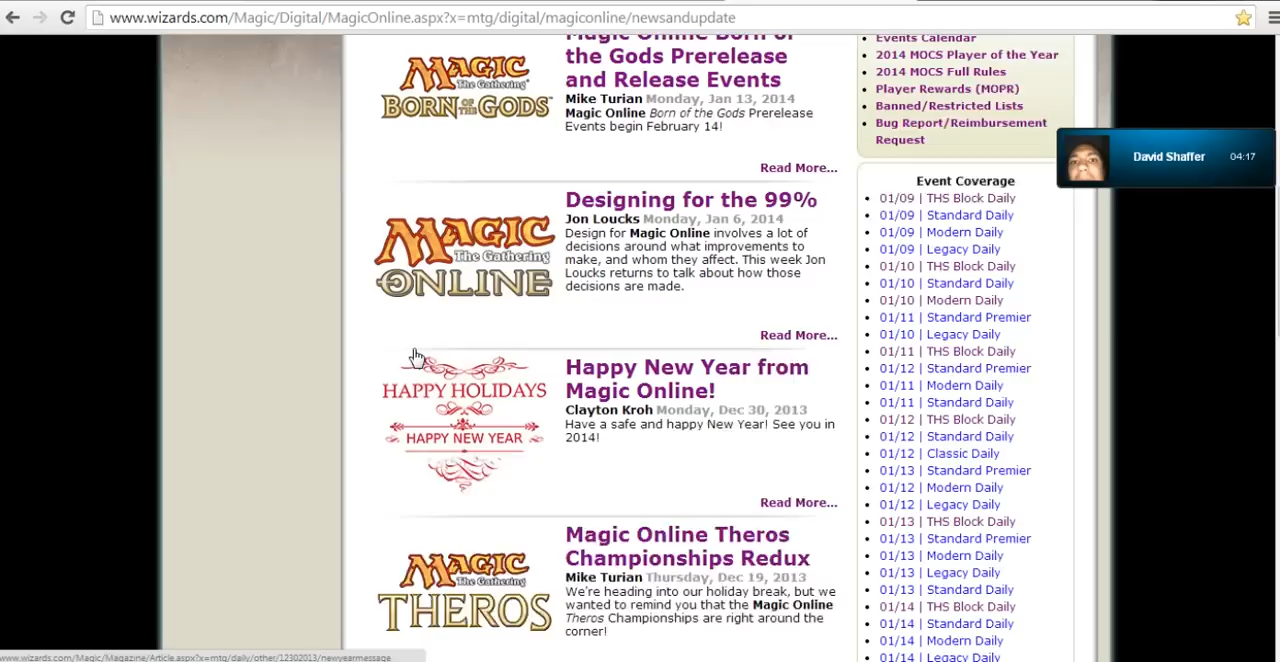 www.wizards.com/Magic/Digital/MagicOnline.aspx?x=mtg/digital/magiconline/newsandupdate
Magic Online Born of
the Gods Prerelease
and Release Events
Mike Turian Monday, Jan 13, 2014
Magic Online Born of the Gods Prerelease
Events begin February 14!
Read More...
MAGIC
The Gathering
BORN OF THE GODS
Designing for the 99%
Jon Loucks Monday, Jan 6, 2014
Design for Magic Online involves a lot of
decisions around what improvements to
make, and whom they affect. This week Jon
Loucks returns to talk about how those
decisions are made.
Read More...
MAGIC
The Gathering
ONLINE
Happy New Year from
Magic Online!
Clayton Kroh Monday, Dec 30, 2013
Have a safe and happy New Year! See you in
2014!
Read More...
HAPPY HOLIDAYS
HAPPY NEW YEAR
Magic Online Theros
Championships Redux
Mike Turian Thursday, Dec 19, 2013
We're heading into our holiday break, but we
wanted to remind you that the Magic Online
Theros Championships are right around the
corner!
MAGIC
The Gathering
THEROS
Events Calendar
2014 MOCS Player of the Year
2014 MOCS Full Rules
Player Rewards (MOPR)
Banned/Restricted Lists
Bug Report/Reimbursement
Request
David Shaffer 04:17
Event Coverage
01/09 | THS Block Daily
01/09 | Standard Daily
01/09 | Modern Daily
01/09 | Legacy Daily
01/10 | THS Block Daily
01/10 | Standard Daily
01/10 | Modern Daily
01/11 | Standard Premier
01/10 | Legacy Daily
01/11 | THS Block Daily
01/12 | Standard Premier
01/11 | Modern Daily
01/11 | Standard Daily
01/12 | THS Block Daily
01/12 | Standard Daily
01/12 | Classic Daily
01/13 | Standard Premier
01/12 | Modern Daily
01/12 | Legacy Daily
01/13 | THS Block Daily
01/13 | Standard Premier
01/13 | Modern Daily
01/13 | Legacy Daily
01/13 | Standard Daily
01/14 | THS Block Daily
01/14 | Standard Daily
01/14 | Modern Daily
01/14 | Legacy Daily
www.wizards.com/Magic/Magazine/Article.aspx?x=mtg/daily/other/12302013/newyearmessage